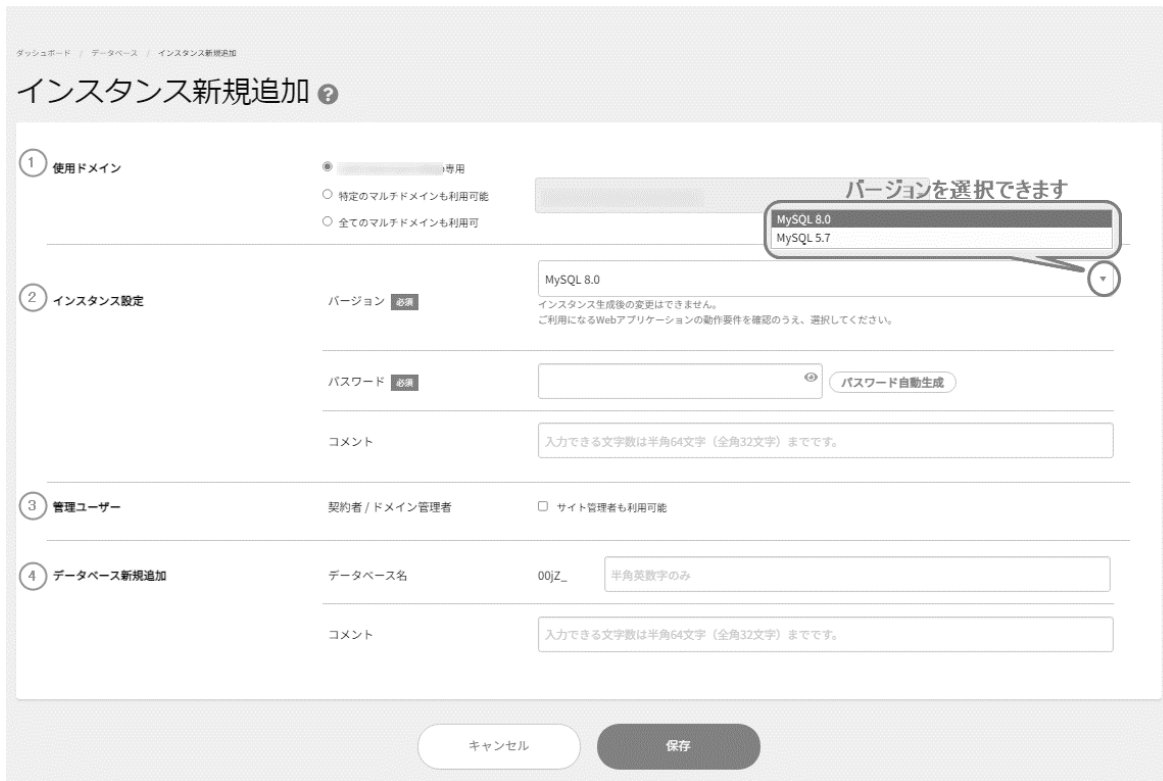 ダッシュボード / データベース / インスタンス新規追加
インスタンス新規追加 ?
1 使用ドメイン
専用
特定のマルチドメインも利用可能
全てのマルチドメインも利用可
バージョンを選択できます
MySQL 8.0
MySQL 5.7
2 インスタンス設定
バージョン 必須
MySQL 8.0
インスタンス生成後の変更はできません。
ご利用になるWebアプリケーションの動作要件を確認のうえ、選択してください。
パスワード 必須
パスワード自動生成
コメント
入力できる文字数は半角64文字（全角32文字）までです。
3 管理ユーザー
契約者 / ドメイン管理者
サイト管理者も利用可能
4 データベース新規追加
データベース名
00jZ_
半角英数字のみ
コメント
入力できる文字数は半角64文字（全角32文字）までです。
キャンセル
保存